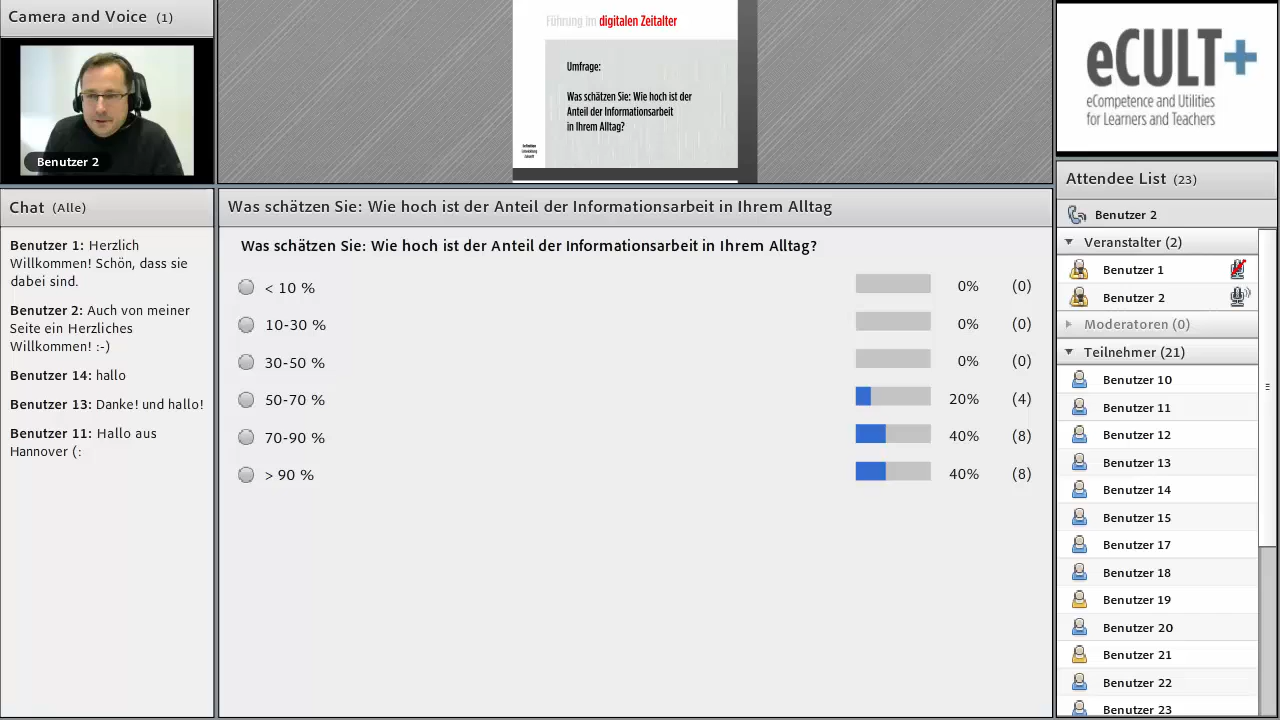 Camera and Voice (1)
Benutzer 2
Führung im digitalen Zeitalter
Umfrage:
Was schätzen Sie: Wie hoch ist der
Anteil der Informationsarbeit
in Ihrem Alltag?
eCULT+
eCompetence and Utilities
for Learners and Teachers
Chat (Alle)
Benutzer 1: Herzlich
Willkommen! Schön, dass sie
dabei sind.
Benutzer 2: Auch von meiner
Seite ein Herzliches
Willkommen! :-)
Benutzer 14: hallo
Benutzer 13: Danke! und hallo!
Benutzer 11: Hallo aus
Hannover (:
Was schätzen Sie: Wie hoch ist der Anteil der Informationsarbeit in Ihrem Alltag
Was schätzen Sie: Wie hoch ist der Anteil der Informationsarbeit in Ihrem Alltag?
< 10 % 0% (0)
10-30 % 0% (0)
30-50 % 0% (0)
50-70 % 20% (4)
70-90 % 40% (8)
> 90 % 40% (8)
Attendee List (23)
Benutzer 2
Veranstalter (2)
Benutzer 1
Benutzer 2
Moderatoren (0)
Teilnehmer (21)
Benutzer 10
Benutzer 11
Benutzer 12
Benutzer 13
Benutzer 14
Benutzer 15
Benutzer 17
Benutzer 18
Benutzer 19
Benutzer 20
Benutzer 21
Benutzer 22
Benutzer 23